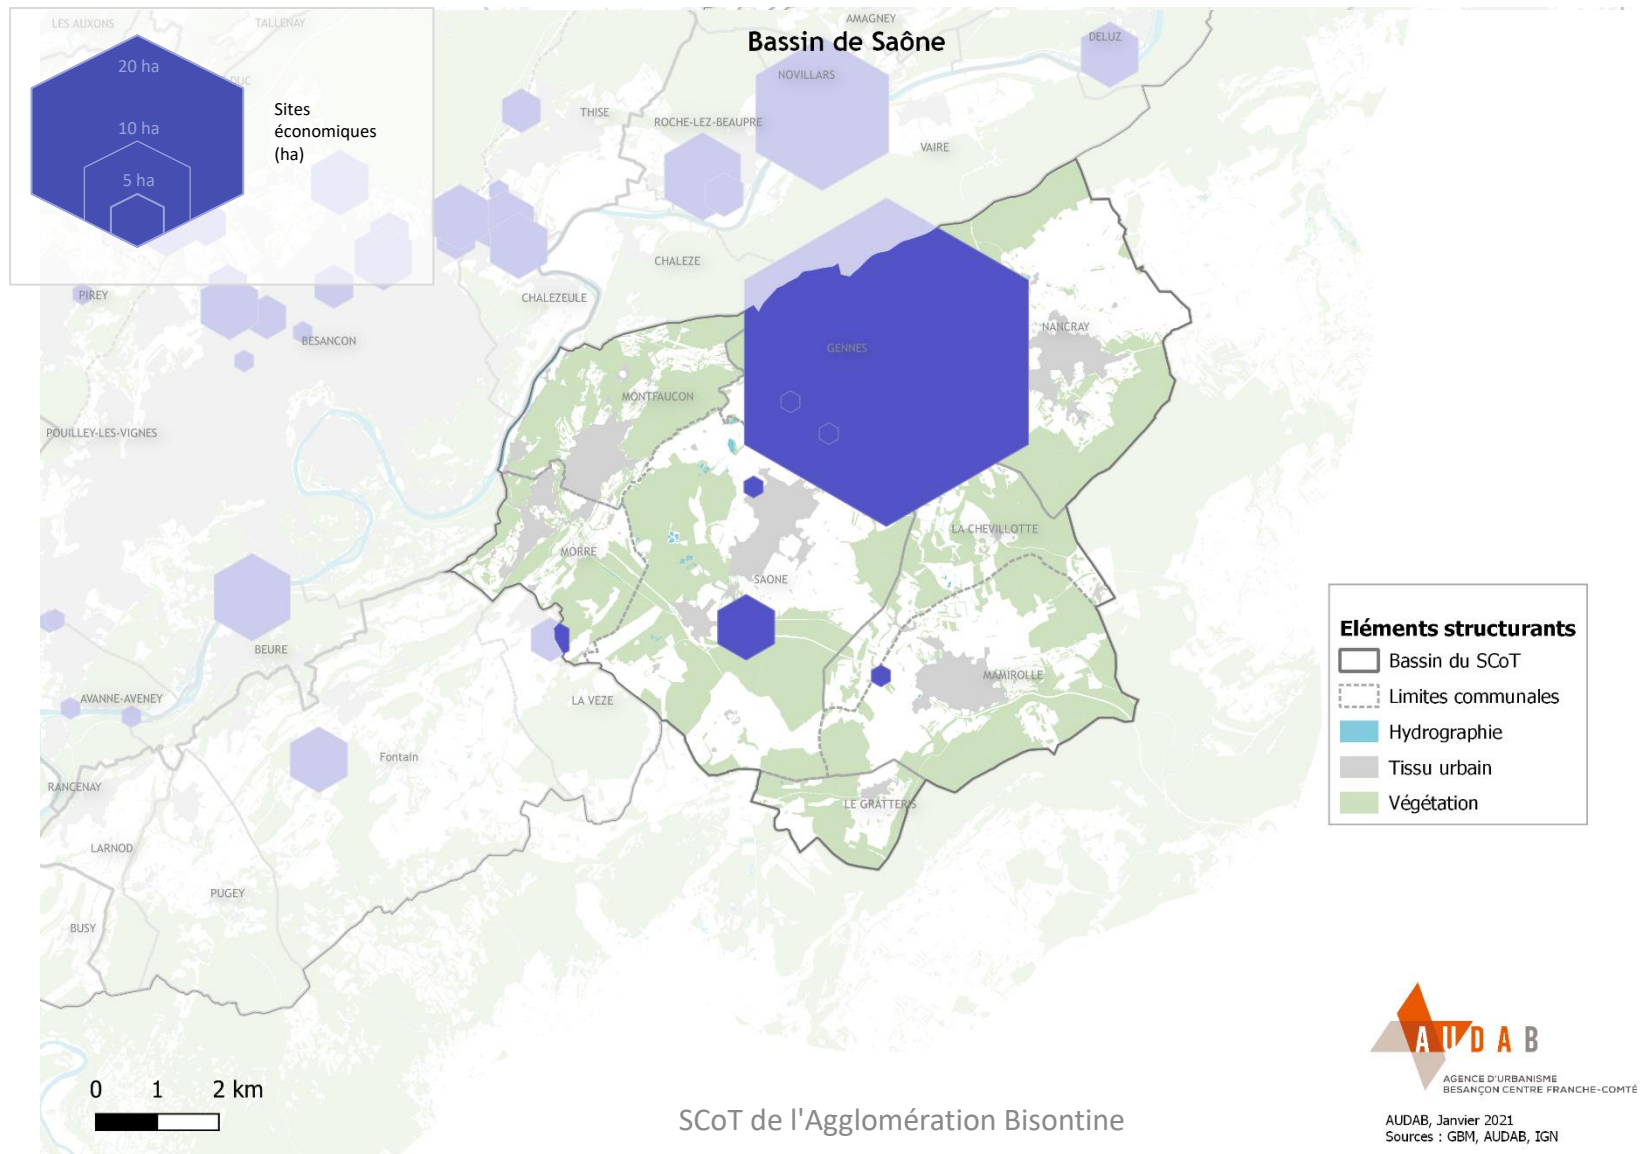 LES AUXONS
TALLENAY
AMAGNEY
DELUZ
Bassin de Saône
20 ha
10 ha
5 ha
Sites
économiques
(ha)
DUC
NOVILLARS
THISE
ROCHE-LEZ-BEAUPRE
VAIRE
CHALEZE
CHALEZEULE
PIREY
BESANCON
NANCRAY
GENNES
MONTFAUCON
POUILLEY-LES-VIGNES
LA CHEVILLOTTE
MORRE
SAONE
BEURE
MAMIROLLE
AVANNE-AVENEY
LA VEZE
Fontain
RANCENAY
LE GRATTERIS
LARNOD
PUGEY
BUSY
Eléments structurants
Bassin du SCoT
Limites communales
Hydrographie
Tissu urbain
Végétation
0 1 2 km
SCoT de l'Agglomération Bisontine
AUDAB
AGENCE D'URBANISME
BESANÇON CENTRE FRANCHE-COMTÉ
AUDAB, Janvier 2021
Sources : GBM, AUDAB, IGN